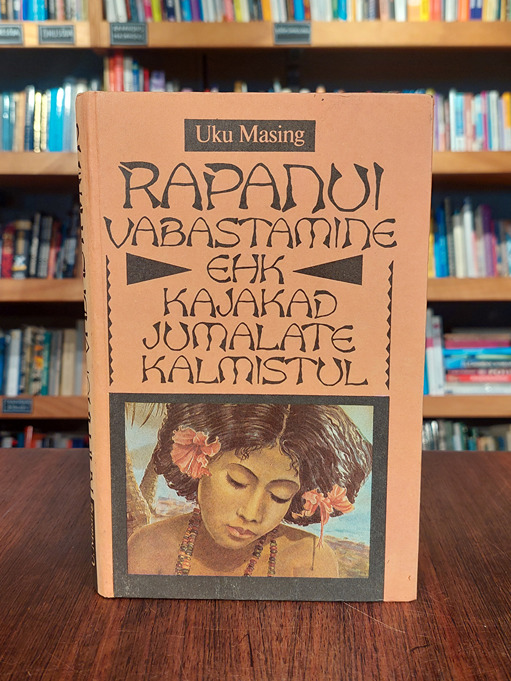 Uku Masing
RAPANUI
VABASTAMINE
EHK
KAJAKAD
JUMALATE
KALMISTUL